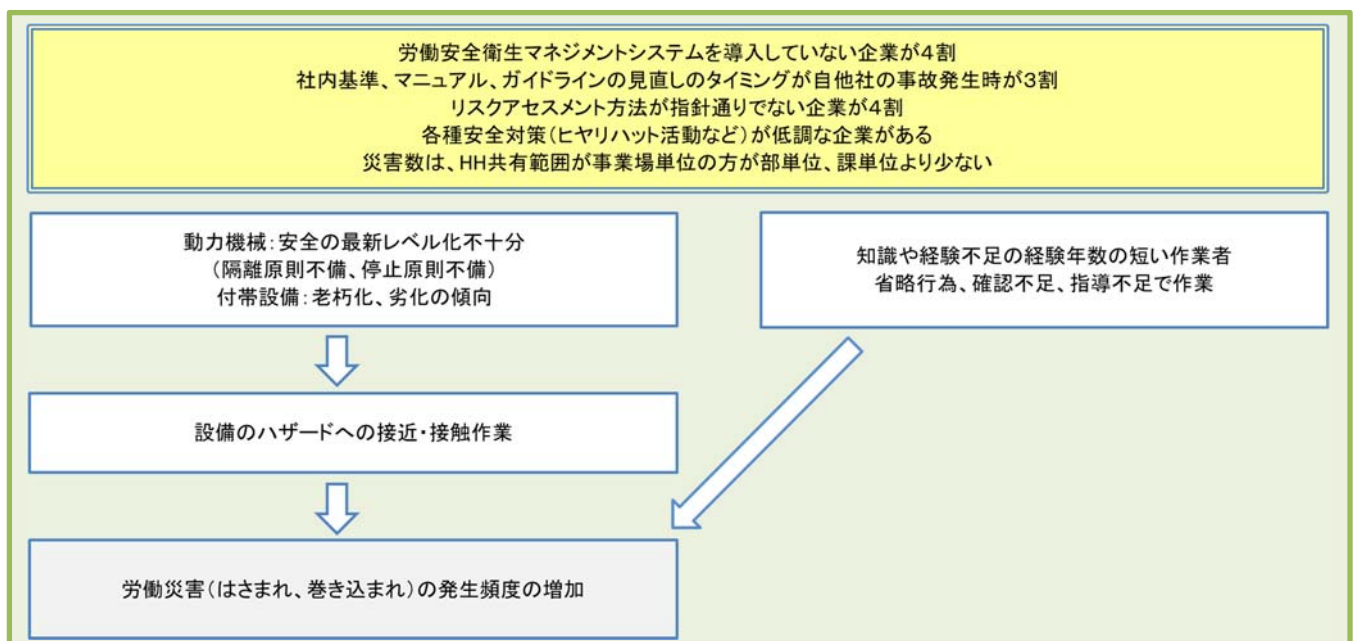 労働安全衛生マネジメントシステムを導入していない企業が4割
社内基準、マニュアル、ガイドラインの見直しのタイミングが自他社の事故発生時が3割
リスクアセスメント方法が指針通りでない企業が4割
各種安全対策(ヒヤリハット活動など)が低調な企業がある
災害数は、HH共有範囲が事業場単位の方が部単位、課単位より少ない
動力機械:安全の最新レベル化不十分
(隔離原則不備、停止原則不備)
付帯設備:老朽化、劣化の傾向
知識や経験不足の経験年数の短い作業者
省略行為、確認不足、指導不足で作業
設備のハザードへの接近・接触作業
労働災害(はさまれ、巻き込まれ)の発生頻度の増加